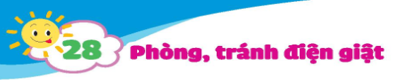 28 Phòng, tránh điện giật